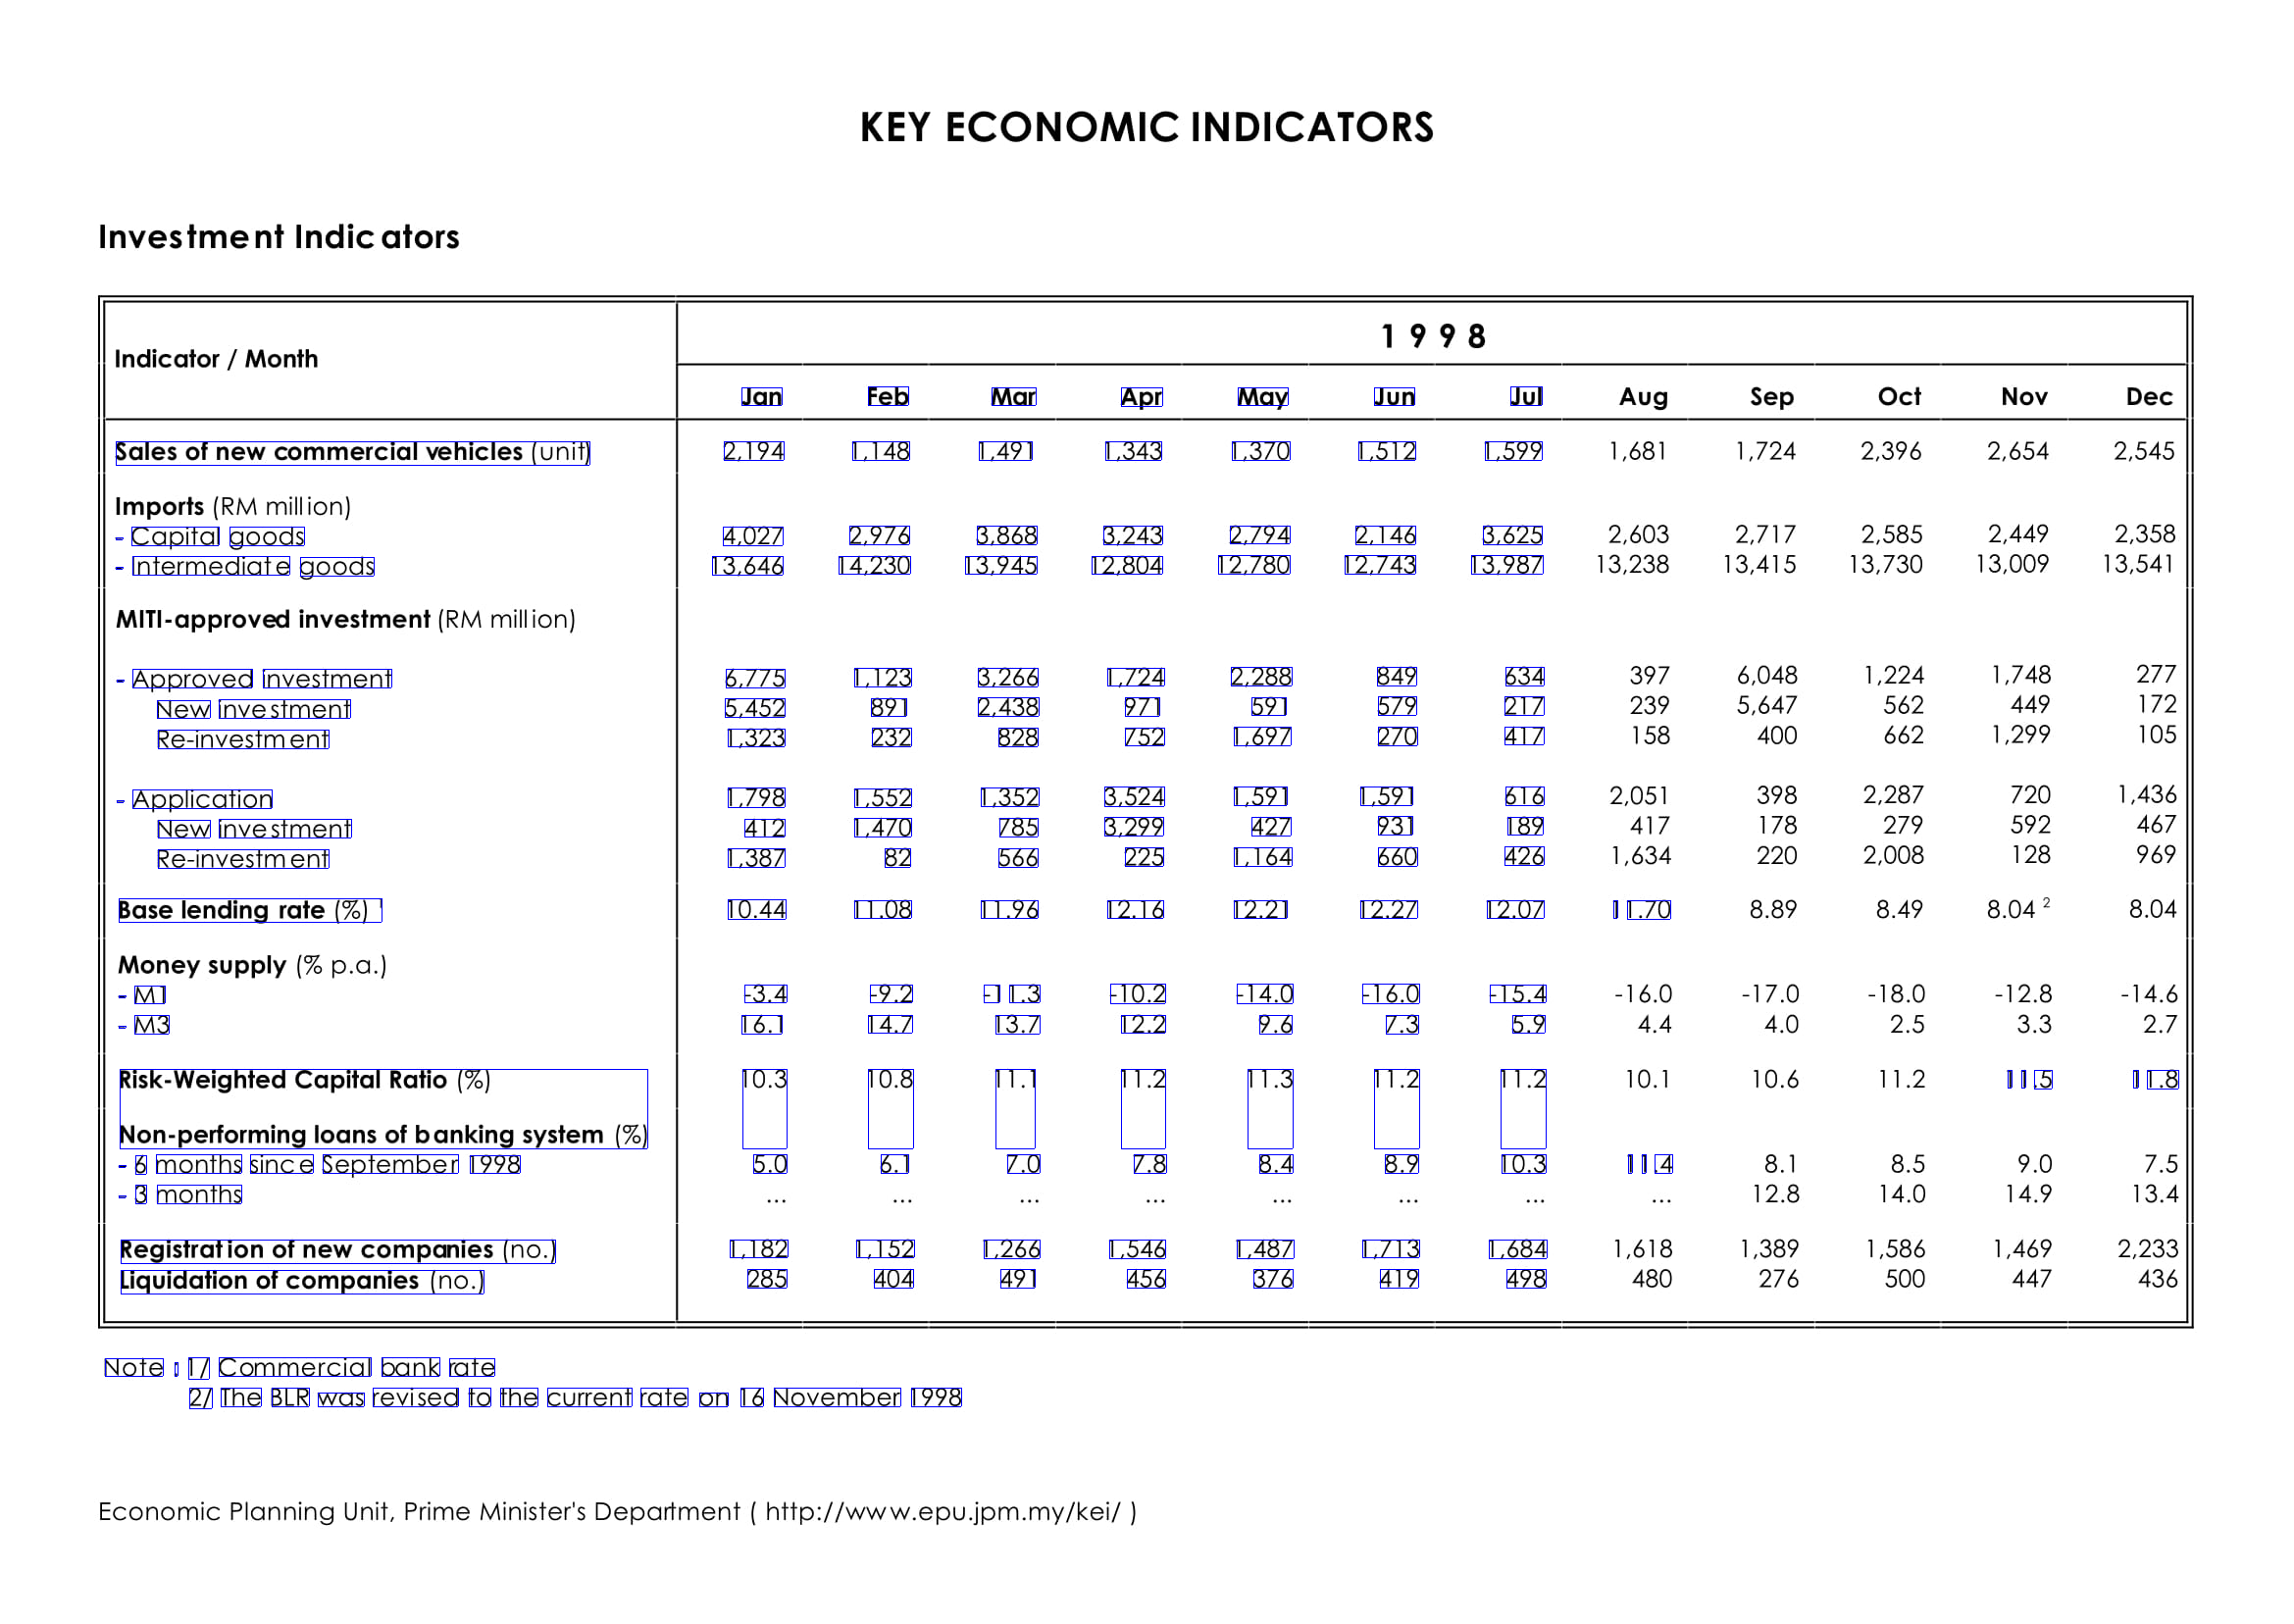 KEY ECONOMIC INDICATORS
Investment Indicators
1 9 9 8
Indicator / Month
Jan Feb Mar Apr May Jun Jul Aug Sep Oct Nov Dec
Sales of new commercial vehicles (unit) 2,194 1,148 1,491 1,343 1,370 1,512 1,599 1,681 1,724 2,396 2,654 2,545
Imports (RM million)
- Capital goods 4,027 2,976 3,868 3,243 2,794 2,146 3,625 2,603 2,717 2,585 2,449 2,358
- Intermediate goods 13,646 14,230 13,945 12,804 12,780 12,743 13,987 13,238 13,415 13,730 13,009 13,541
MITI-approved investment (RM million)
- Approved investment 6,775 1,123 3,266 1,724 2,288 849 634 397 6,048 1,224 1,748 277
New investment 5,452 891 2,438 971 591 579 217 239 5,647 562 449 172
Re-investment 1,323 232 828 752 1,697 270 417 158 400 662 1,299 105
- Application 1,798 1,552 1,352 3,524 1,591 1,591 616 2,051 398 2,287 720 1,436
New investment 412 1,470 785 3,299 427 931 189 417 178 279 592 467
Re-investment 1,387 82 566 225 1,164 660 426 1,634 220 2,008 128 969
Base lending rate (%) 1 10.44 11.08 11.96 12.16 12.21 12.27 12.07 11.70 8.89 8.49 8.04 2 8.04
Money supply (% p.a.)
- M1 -3.4 -9.2 -11.3 -10.2 -14.0 -16.0 -15.4 -16.0 -17.0 -18.0 -12.8 -14.6
- M3 16.1 14.7 13.7 12.2 9.6 7.3 5.9 4.4 4.0 2.5 3.3 2.7
Risk-Weighted Capital Ratio (%) 10.3 10.8 11.1 11.2 11.3 11.2 11.2 10.1 10.6 11.2 11.5 11.8
Non-performing loans of banking system (%)
- 6 months since September 1998 5.0 6.1 7.0 7.8 8.4 8.9 10.3 11.4 8.1 8.5 9.0 7.5
- 3 months ... ... ... ... ... ... ... ... 12.8 14.0 14.9 13.4
Registration of new companies (no.) 1,182 1,152 1,266 1,546 1,487 1,713 1,684 1,618 1,389 1,586 1,469 2,233
Liquidation of companies (no.) 285 404 491 456 376 419 498 480 276 500 447 436
Note : 1/ Commercial bank rate
2/ The BLR was revised to the current rate on 16 November 1998
Economic Planning Unit, Prime Minister's Department ( http://www.epu.jpm.my/kei/ )